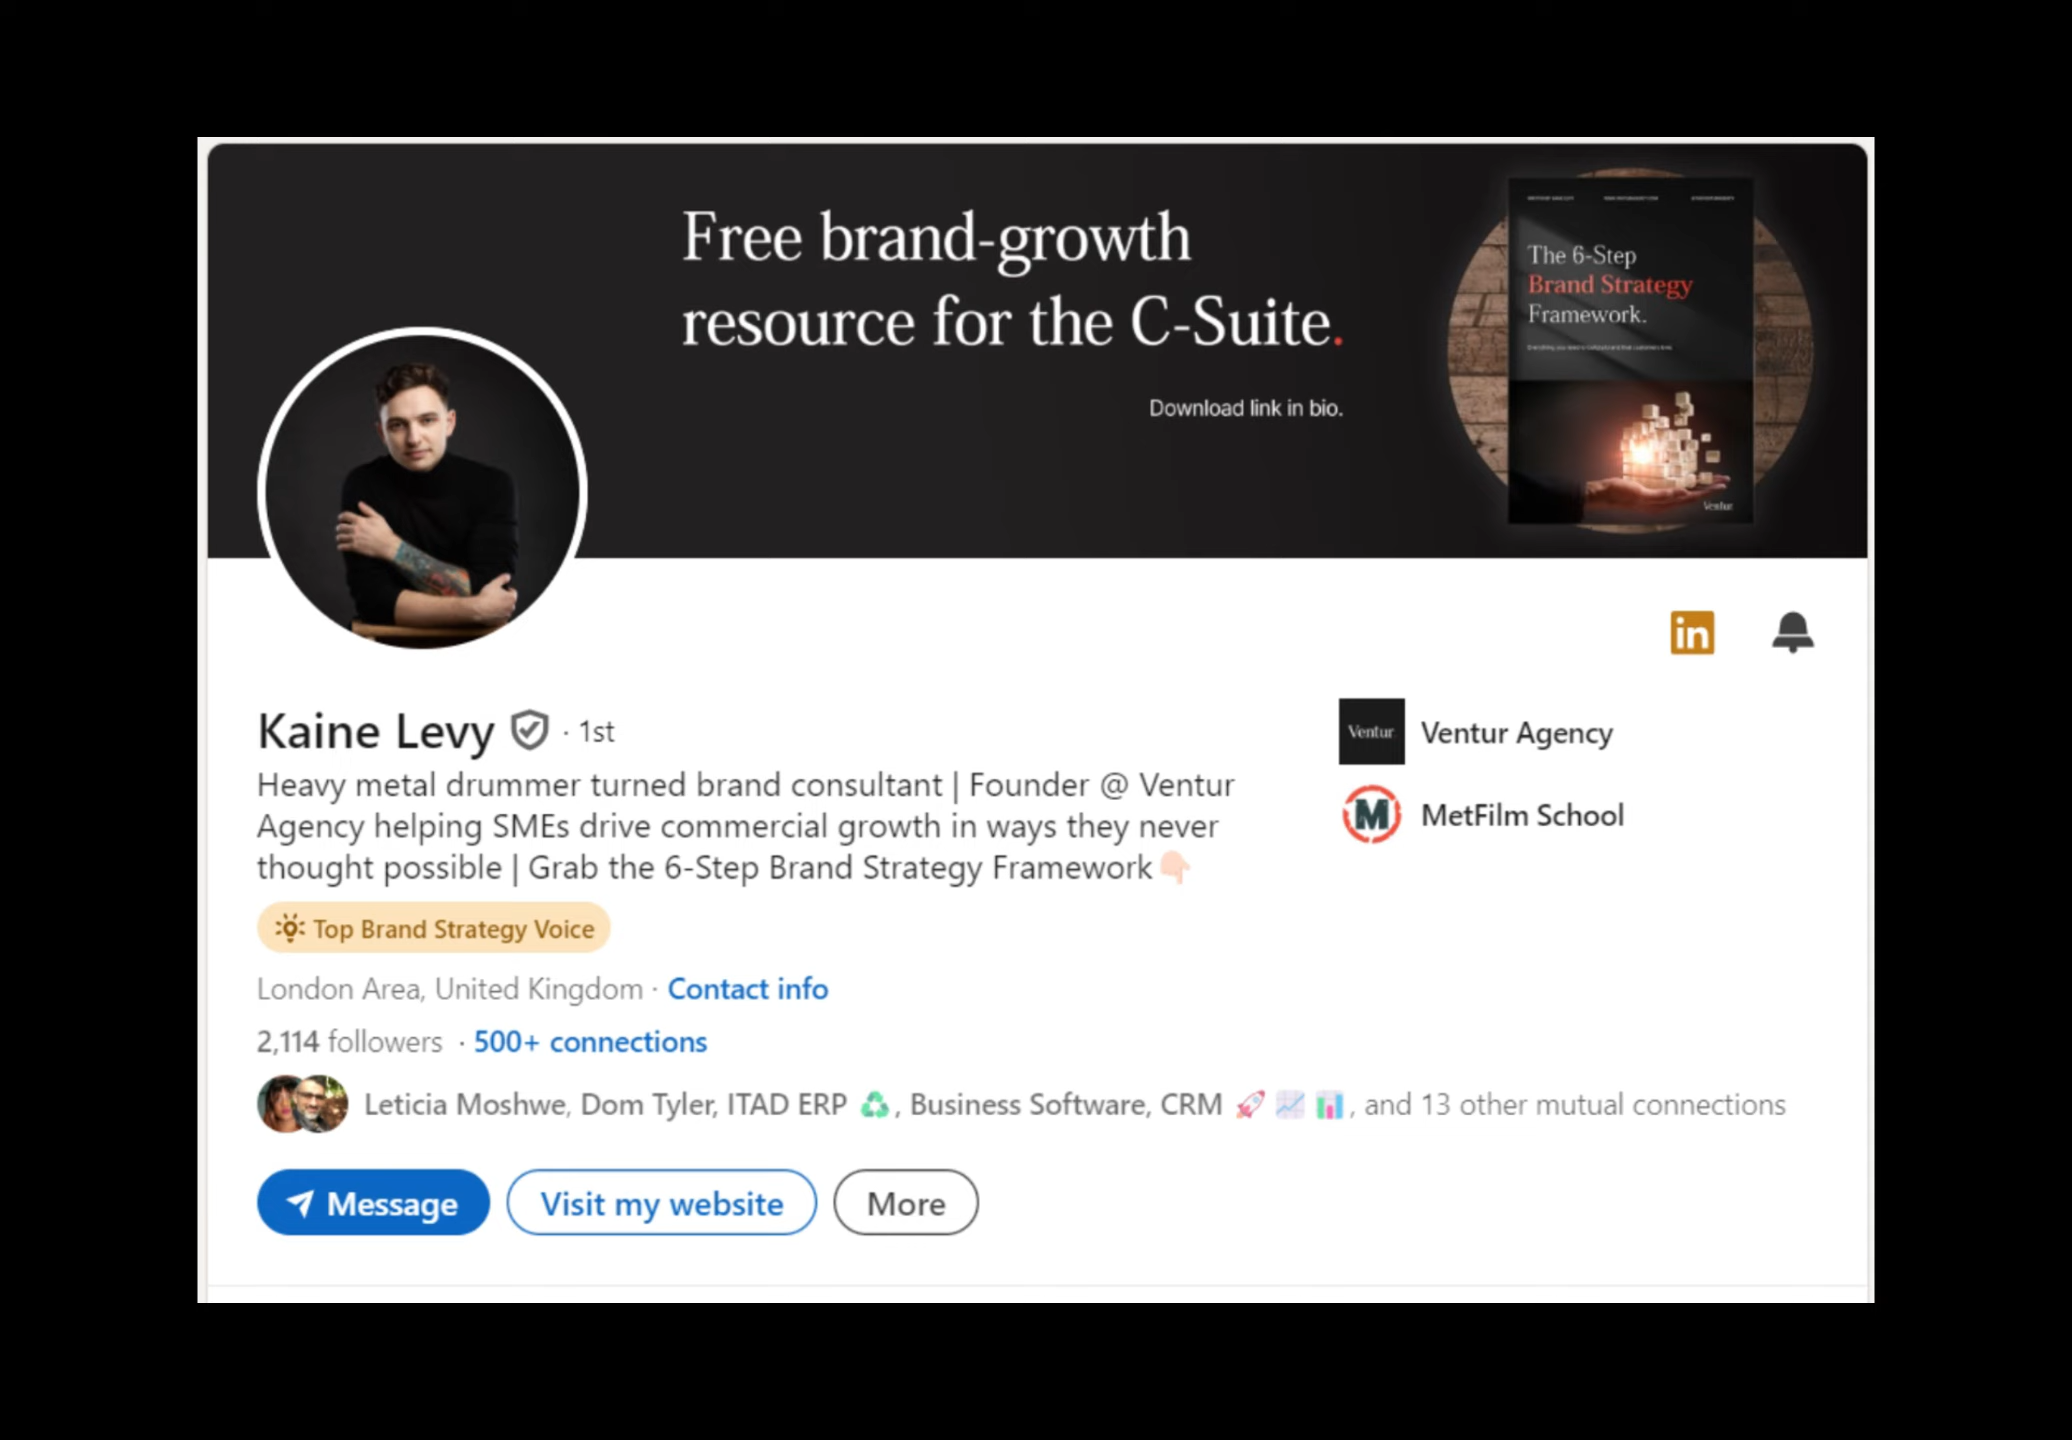 Free brand-growth
resource for the C-Suite.
Download link in bio.
The 6-Step
Brand Strategy
Framework.
Ventur
in
Kaine Levy · 1st
Heavy metal drummer turned brand consultant | Founder @ Ventur
Agency helping SMEs drive commercial growth in ways they never
thought possible | Grab the 6-Step Brand Strategy Framework👇🏻
Top Brand Strategy Voice
London Area, United Kingdom · Contact info
2,114 followers · 500+ connections
Leticia Moshwe, Dom Tyler, ITAD ERP ♻️, Business Software, CRM 🚀 📈 📊, and 13 other mutual connections
Message
Visit my website
More
Ventur
Ventur Agency
M
MetFilm School